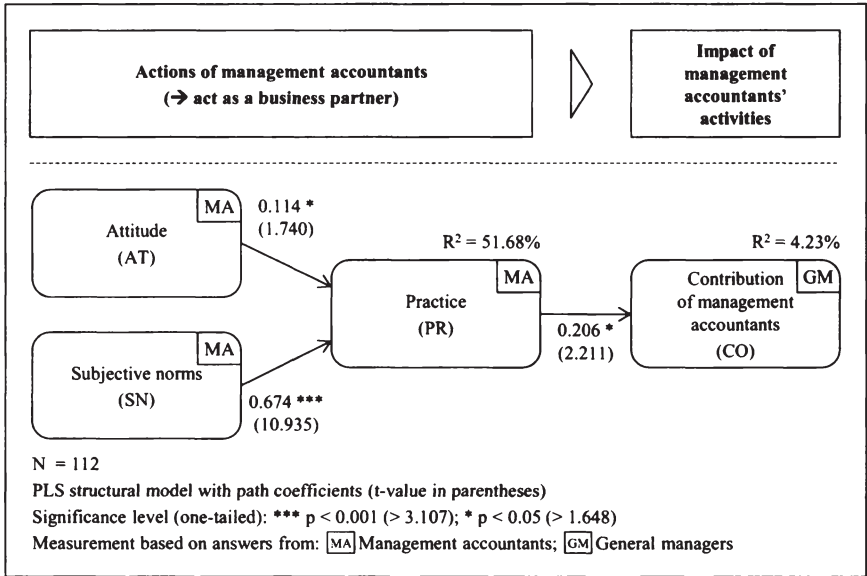 Actions of management accountants
(→ act as a business partner)
Impact of
management
accountants'
activities
MA
Attitude
(AT)
0.114 *
(1.740)
MA
Subjective norms
(SN)
0.674 ***
(10.935)
R² = 51.68%
MA
Practice
(PR)
0.206 *
(2.211)
R² = 4.23%
GM
Contribution
of management
accountants
(CO)
N = 112
PLS structural model with path coefficients (t-value in parentheses)
Significance level (one-tailed): *** p < 0.001 (> 3.107); * p < 0.05 (> 1.648)
Measurement based on answers from: MA Management accountants; GM General managers